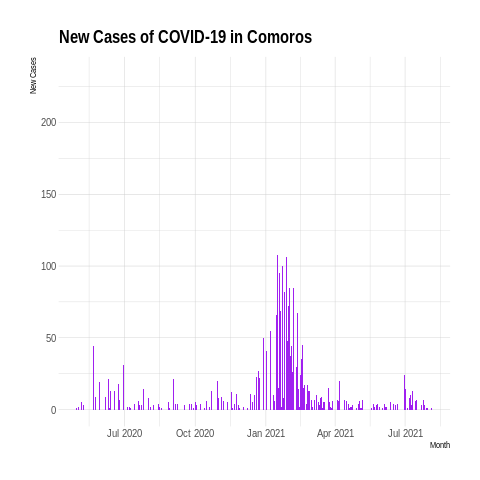 New Cases of COVID-19 in Comoros
New Cases
200
150
100
50
0
Jul 2020
Oct 2020
Jan 2021
Apr 2021
Jul 2021
Month